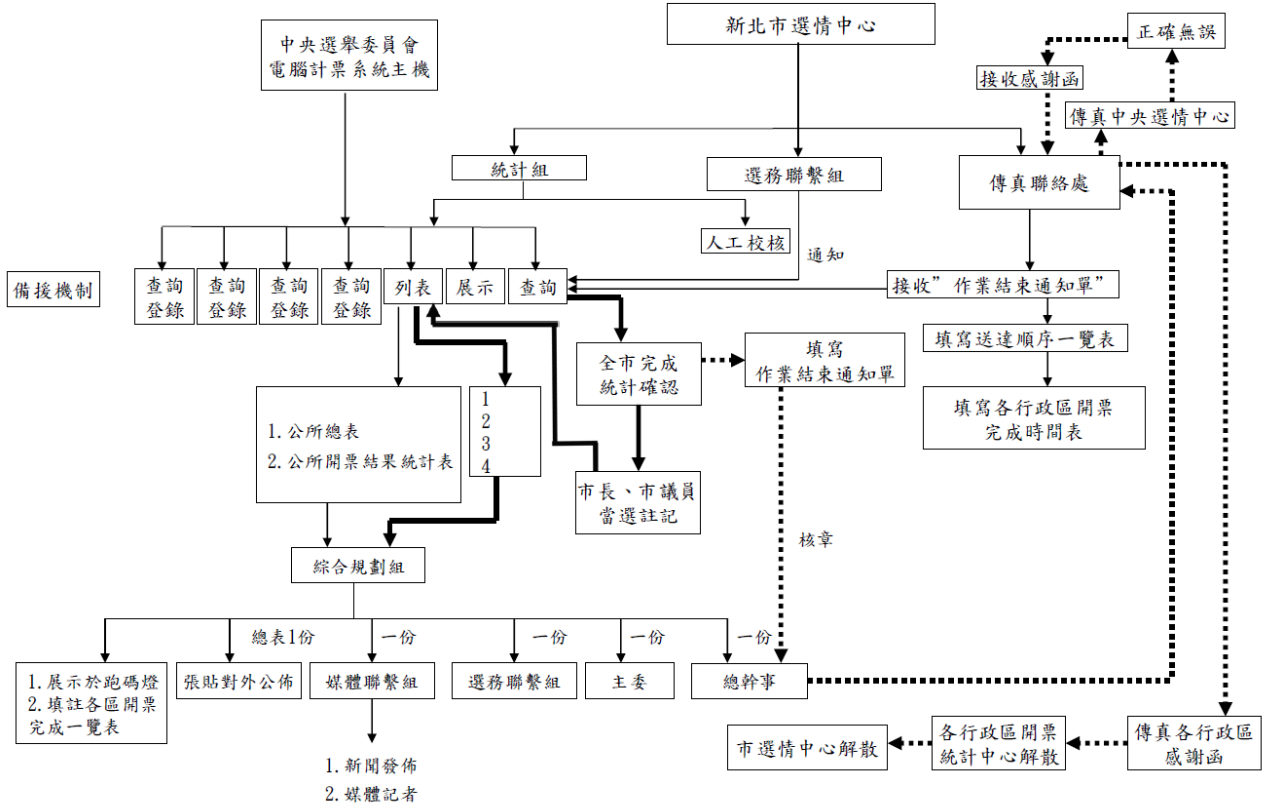 中央選舉委員會
電腦計票系統主機
新北市選情中心
正確無誤
接收感謝函
傳真中央選情中心
統計組
選務聯繫組
傳真聯絡處
人工校核
通知
備援機制
查詢
登錄
查詢
登錄
查詢
登錄
查詢
登錄
列表
展示
查詢
接收”作業結束通知單”
填寫送達順序一覽表
填寫各行政區開票
完成時間表
全市完成
統計確認
填寫
作業結束通知單
1.公所總表
2.公所開票結果統計表
1
2
3
4
市長、市議員
當選註記
核章
綜合規劃組
總表1份
一份
一份
一份
一份
1.展示於跑碼燈
2.填註各區開票
完成一覽表
張貼對外公佈
媒體聯繫組
選務聯繫組
主委
總幹事
1.新聞發佈
2.媒體記者
市選情中心解散
各行政區開票
統計中心解散
傳真各行政區
感謝函